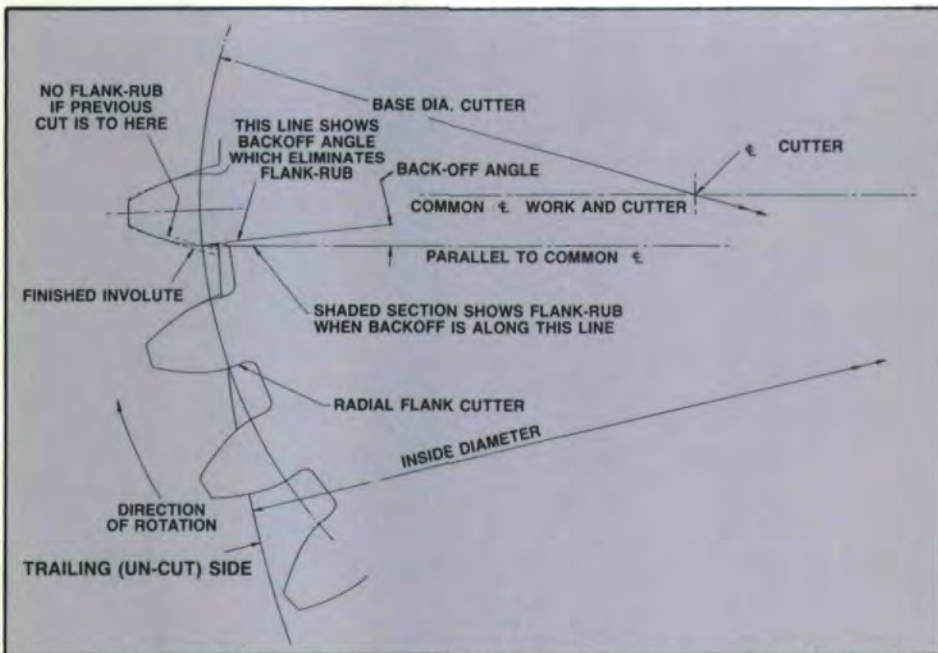 NO FLANK-RUB
IF PREVIOUS
CUT IS TO HERE
THIS LINE SHOWS
BACKOFF ANGLE
WHICH ELIMINATES
FLANK-RUB
BASE DIA. CUTTER
BACK-OFF ANGLE
℄ CUTTER
COMMON ℄ WORK AND CUTTER
PARALLEL TO COMMON ℄
FINISHED INVOLUTE
SHADED SECTION SHOWS FLANK-RUB
WHEN BACKOFF IS ALONG THIS LINE
RADIAL FLANK CUTTER
INSIDE DIAMETER
DIRECTION
OF ROTATION
TRAILING (UN-CUT) SIDE